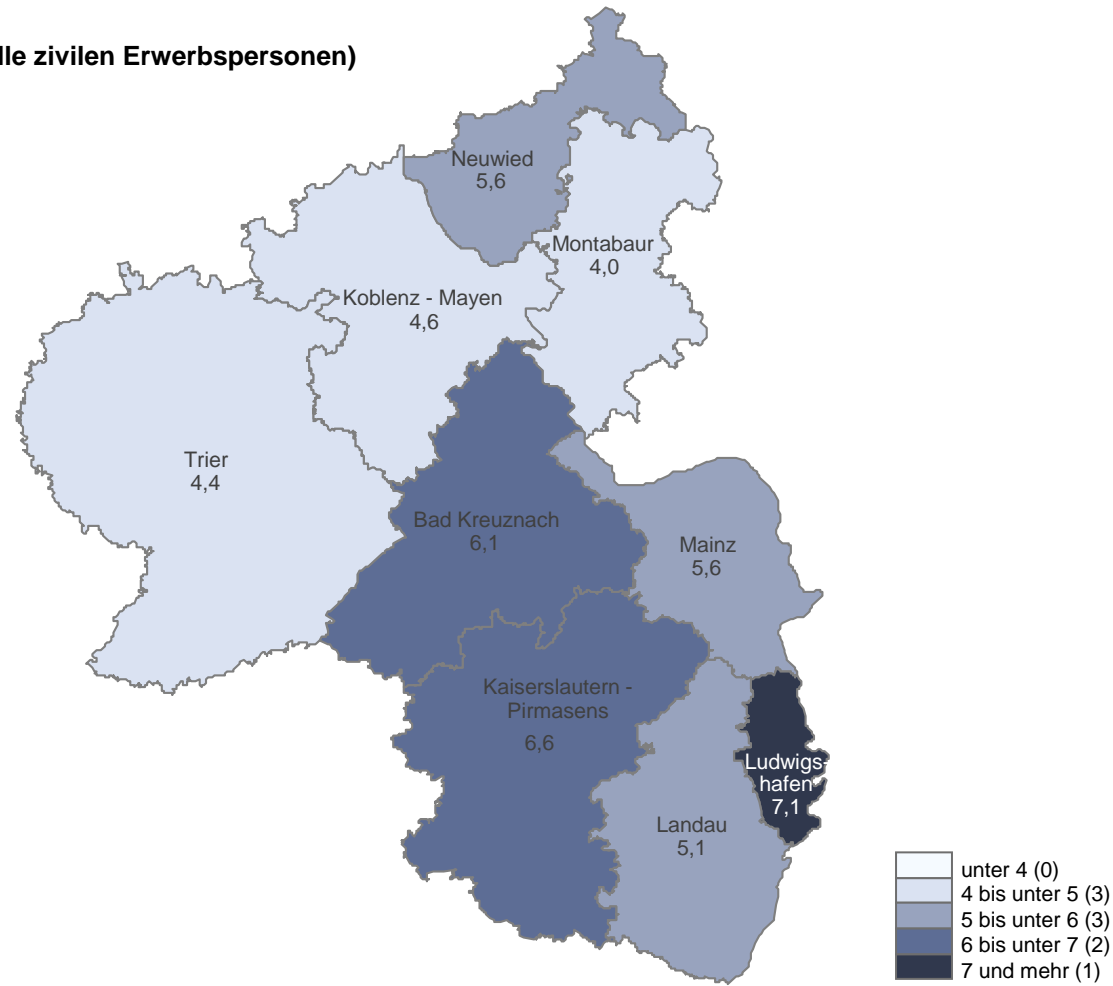 lle zivilen Erwerbspersonen)
Neuwied
5,6
Montabaur
4,0
Koblenz - Mayen
4,6
Trier
4,4
Bad Kreuznach
6,1
Mainz
5,6
Kaiserslautern -
Pirmasens
6,6
Ludwigs-
hafen
7,1
Landau
5,1
unter 4 (0)
4 bis unter 5 (3)
5 bis unter 6 (3)
6 bis unter 7 (2)
7 und mehr (1)